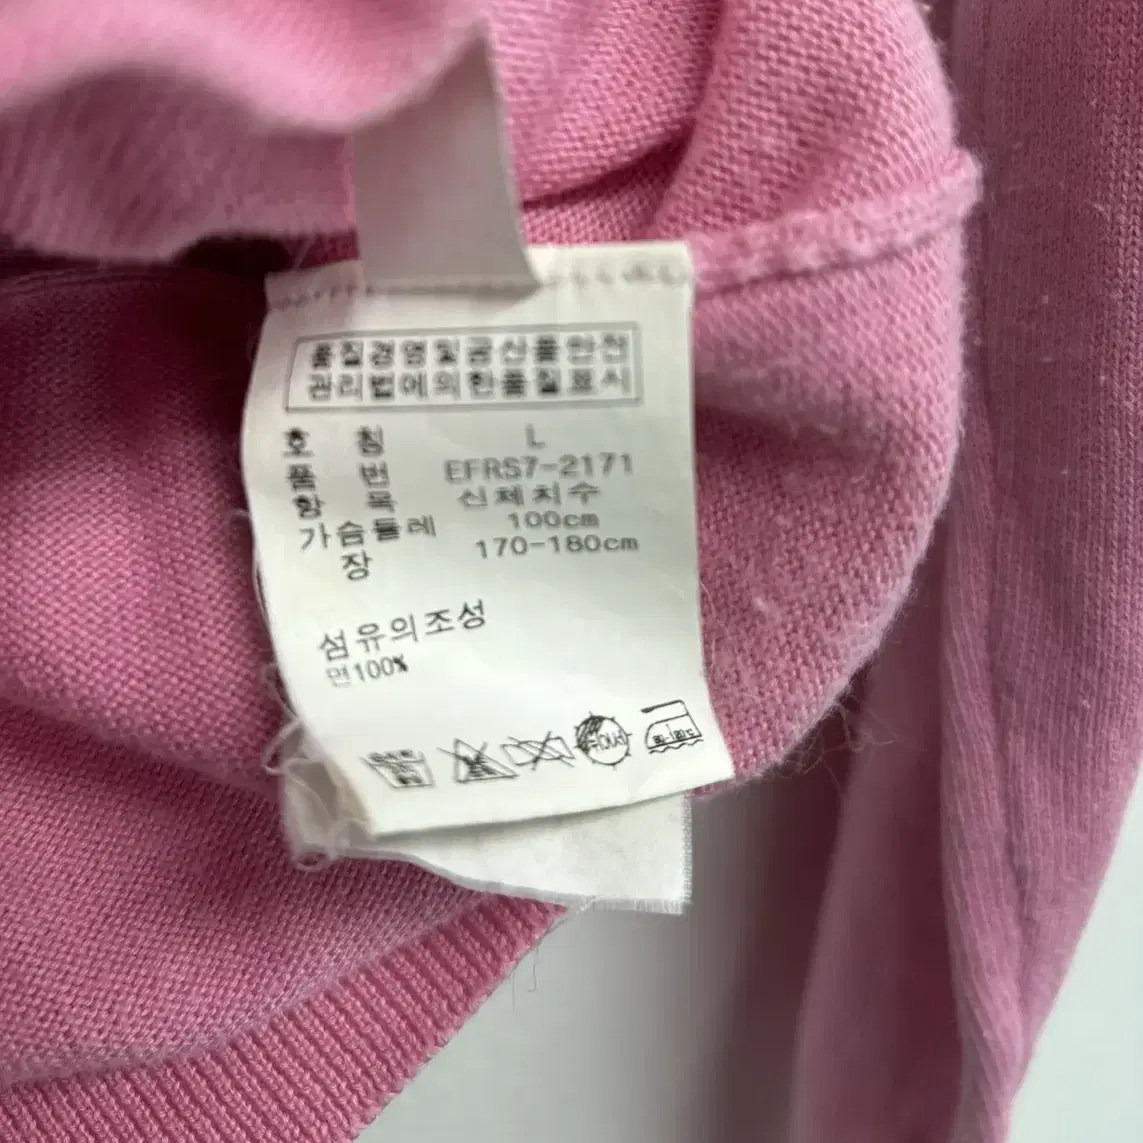 품질경영및공산품안전
관리법에의한품질표시
호 칭 L
품 번 EFRS7-2171
항 목 신체치수
가슴둘레 100cm
장 170-180cm
섬유의조성
면100%